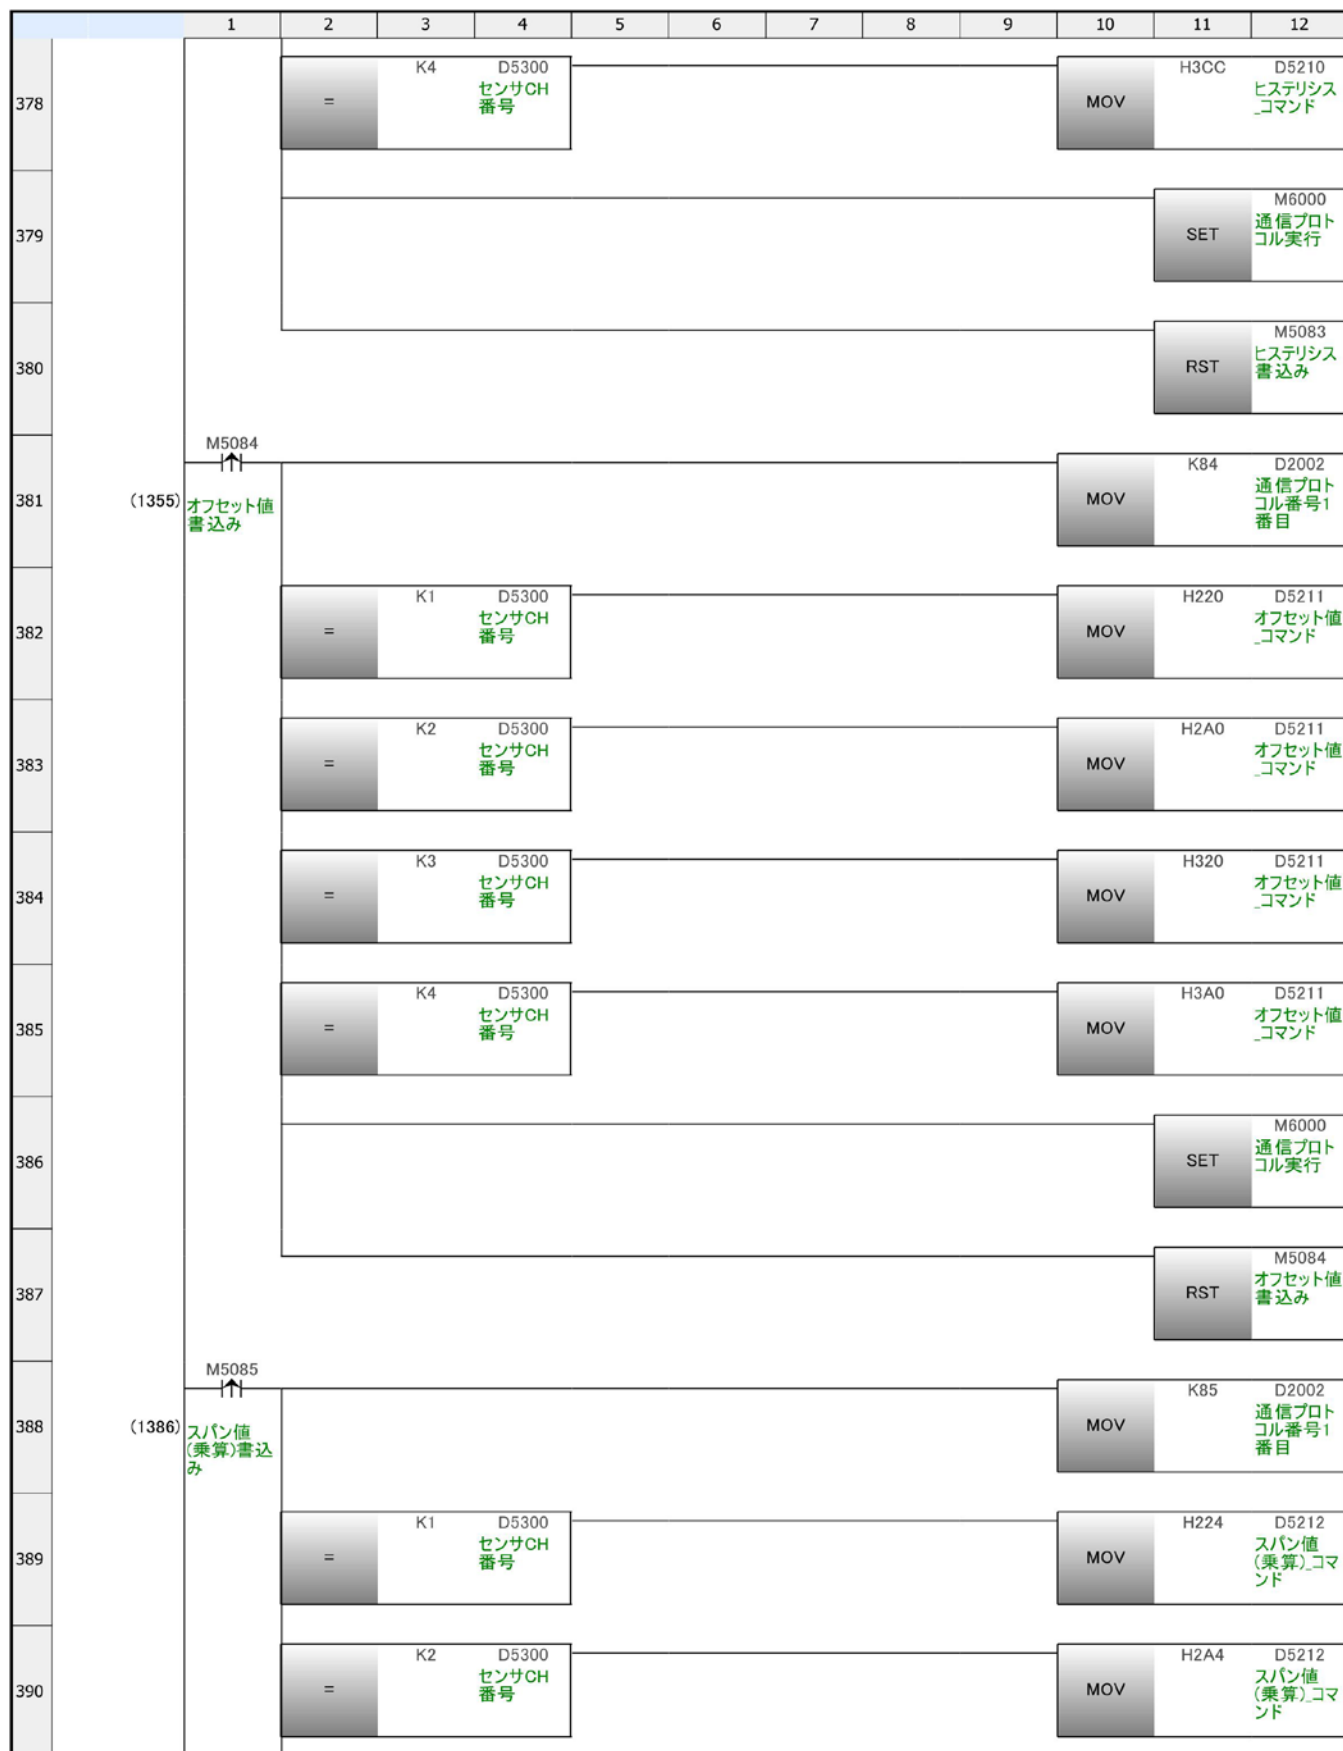 1 2 3 4 5 6 7 8 9 10 11 12
378
=
K4 D5300
センサCH
番号
MOV
H3CC D5210
ヒステリシス
_コマンド
379
SET
M6000
通信プロト
コル実行
380
RST
M5083
ヒステリシス
書込み
M5084
381
(1355)
オフセット値
書込み
MOV
K84 D2002
通信プロト
コル番号1
番目
382
=
K1 D5300
センサCH
番号
MOV
H220 D5211
オフセット値
_コマンド
383
=
K2 D5300
センサCH
番号
MOV
H2A0 D5211
オフセット値
_コマンド
384
=
K3 D5300
センサCH
番号
MOV
H320 D5211
オフセット値
_コマンド
385
=
K4 D5300
センサCH
番号
MOV
H3A0 D5211
オフセット値
_コマンド
386
SET
M6000
通信プロト
コル実行
387
RST
M5084
オフセット値
書込み
M5085
388
(1386)
スパン値
(乗算)書込
み
MOV
K85 D2002
通信プロト
コル番号1
番目
389
=
K1 D5300
センサCH
番号
MOV
H224 D5212
スパン値
(乗算)_コマ
ンド
390
=
K2 D5300
センサCH
番号
MOV
H2A4 D5212
スパン値
(乗算)_コマ
ンド